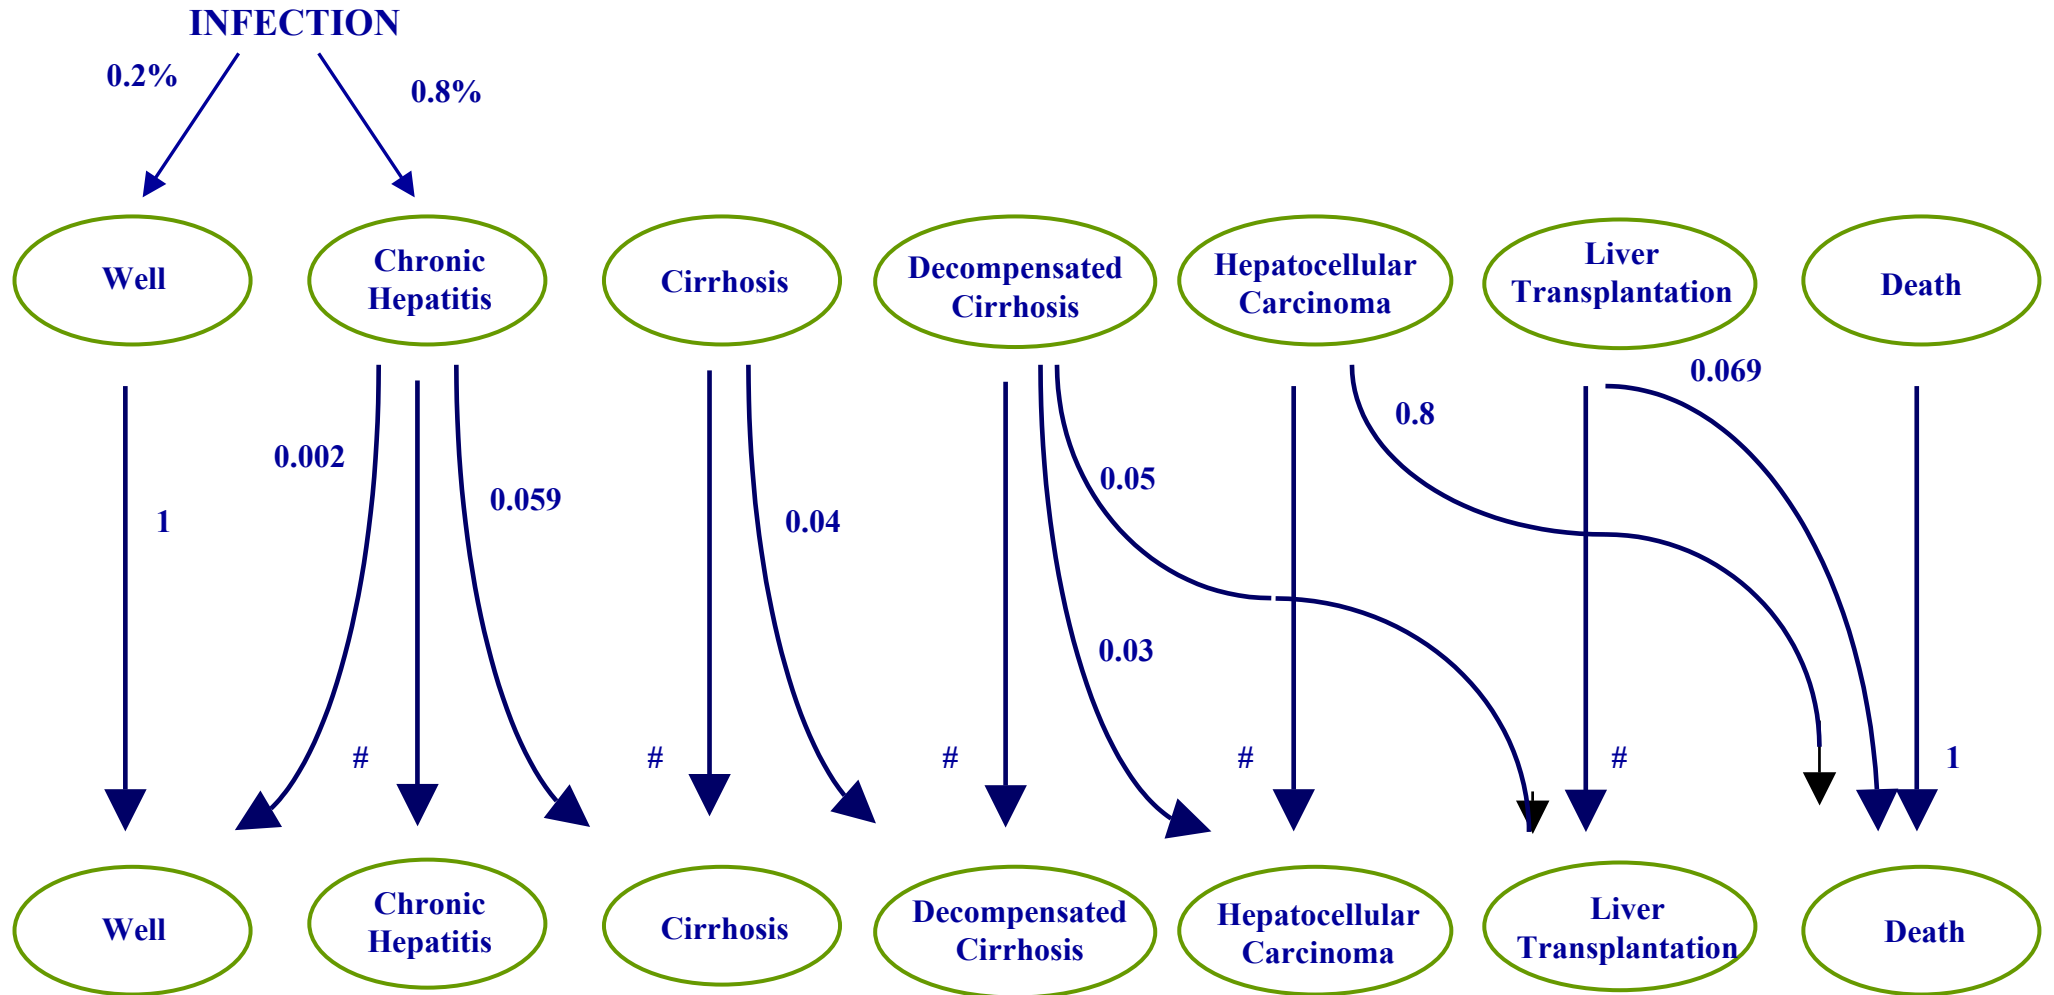 INFECTION
0.2%
0.8%
Well
Chronic
Hepatitis
Cirrhosis
Decompensated
Cirrhosis
Hepatocellular
Carcinoma
Liver
Transplantation
Death
0.069
0.8
0.002
0.05
0.059
1
0.04
0.03
#
#
#
#
#
1
Well
Chronic
Hepatitis
Cirrhosis
Decompensated
Cirrhosis
Hepatocellular
Carcinoma
Liver
Transplantation
Death